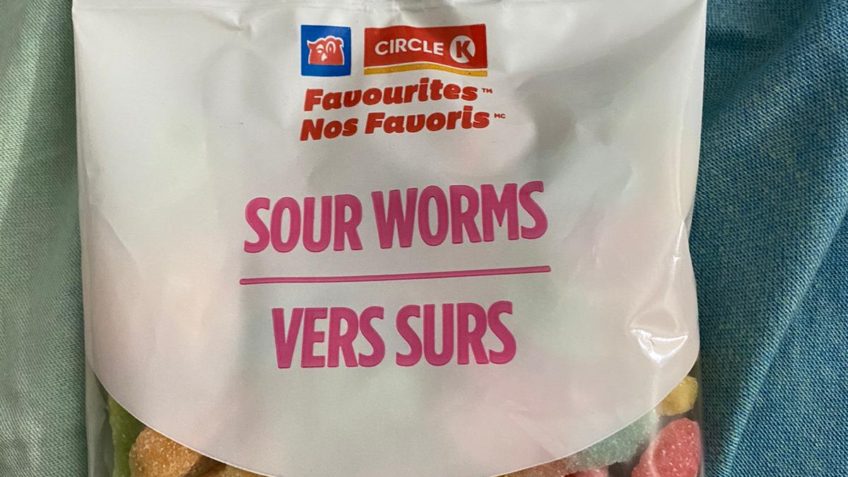 CIRCLE K
Favourites™
Nos Favoris MC
SOUR WORMS
VERS SURS